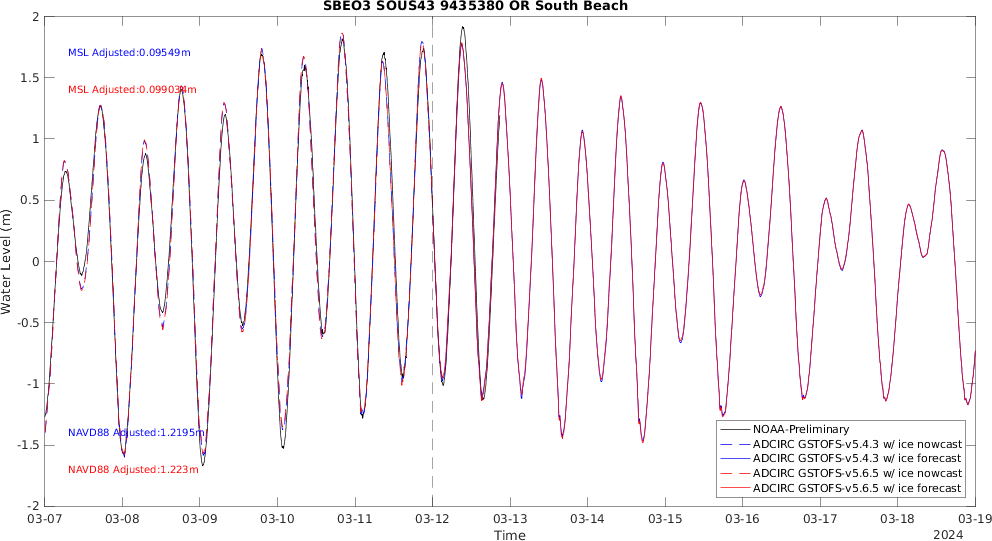 SBEO3 SOUS43 9435380 OR South Beach
2
1.5
1
0.5
0
-0.5
-1
-1.5
-2
Water Level (m)
MSL Adjusted:0.09549m
MSL Adjusted:0.099034m
NAVD88 Adjusted:1.2195m
NAVD88 Adjusted:1.223m
NOAA-Preliminary
ADCIRC GSTOFS-v5.4.3 w/ ice nowcast
ADCIRC GSTOFS-v5.4.3 w/ ice forecast
ADCIRC GSTOFS-v5.6.5 w/ ice nowcast
ADCIRC GSTOFS-v5.6.5 w/ ice forecast
03-07 03-08 03-09 03-10 03-11 03-12 03-13 03-14 03-15 03-16 03-17 03-18 03-19
Time
2024